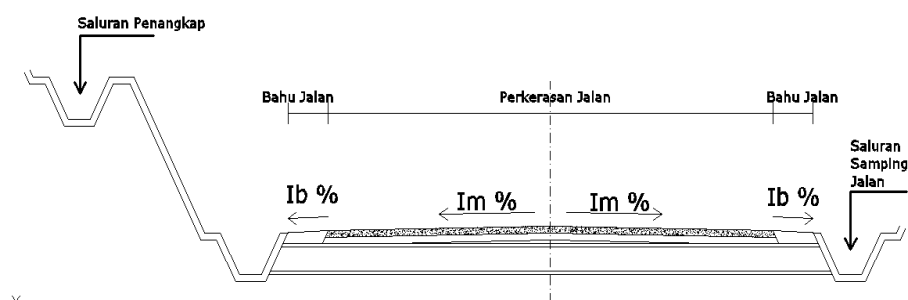 Saluran Penangkap
Bahu Jalan
Perkerasan Jalan
Bahu Jalan
Saluran
Samping
Jalan
Ib %
Im %
Im %
Ib %